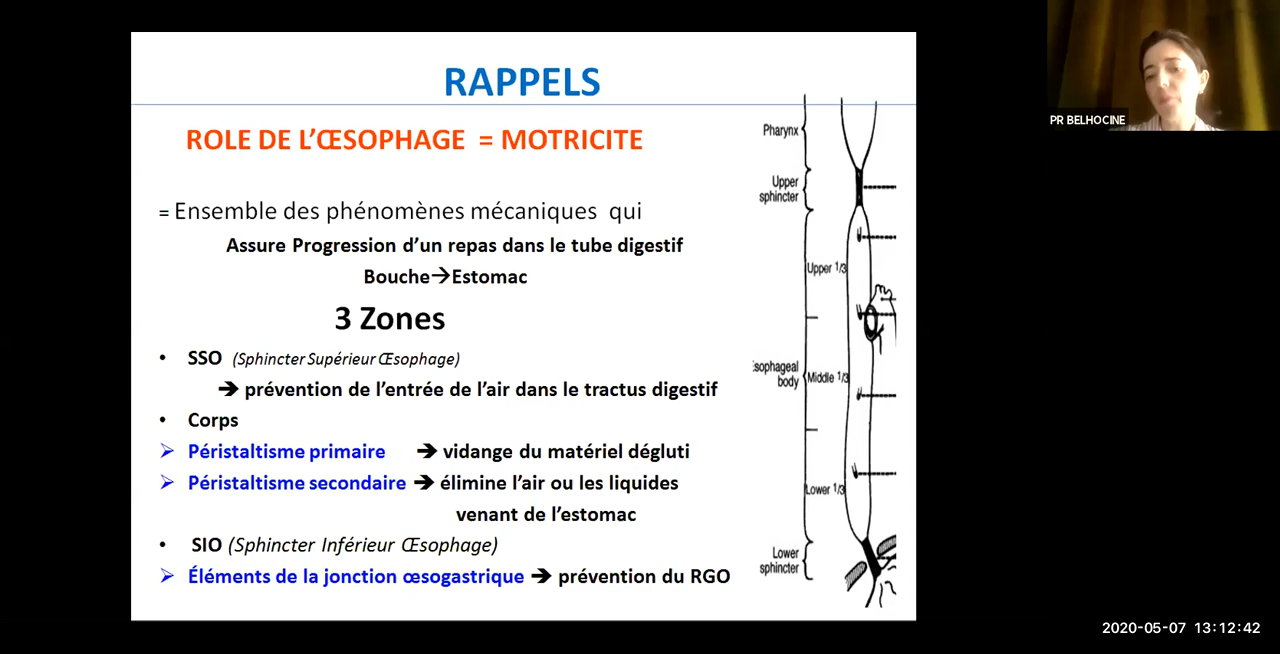 RAPPELS
ROLE DE L'ŒSOPHAGE = MOTRICITE
= Ensemble des phénomènes mécaniques qui
Assure Progression d'un repas dans le tube digestif
Bouche→Estomac
3 Zones
• SSO (Sphincter Supérieur Œsophage)
➔ prévention de l'entrée de l'air dans le tractus digestif
• Corps
➢ Péristaltisme primaire ➔ vidange du matériel dégluti
➢ Péristaltisme secondaire ➔ élimine l'air ou les liquides
venant de l'estomac
• SIO (Sphincter Inférieur Œsophage)
➢ Éléments de la jonction œsogastrique ➔ prévention du RGO
Pharynx
Upper
sphincter
Upper 1/3
sophageal
body
Middle 1/3
Lower 1/3
Lower
sphincter
PR BELHOCINE
2020-05-07 13:12:42